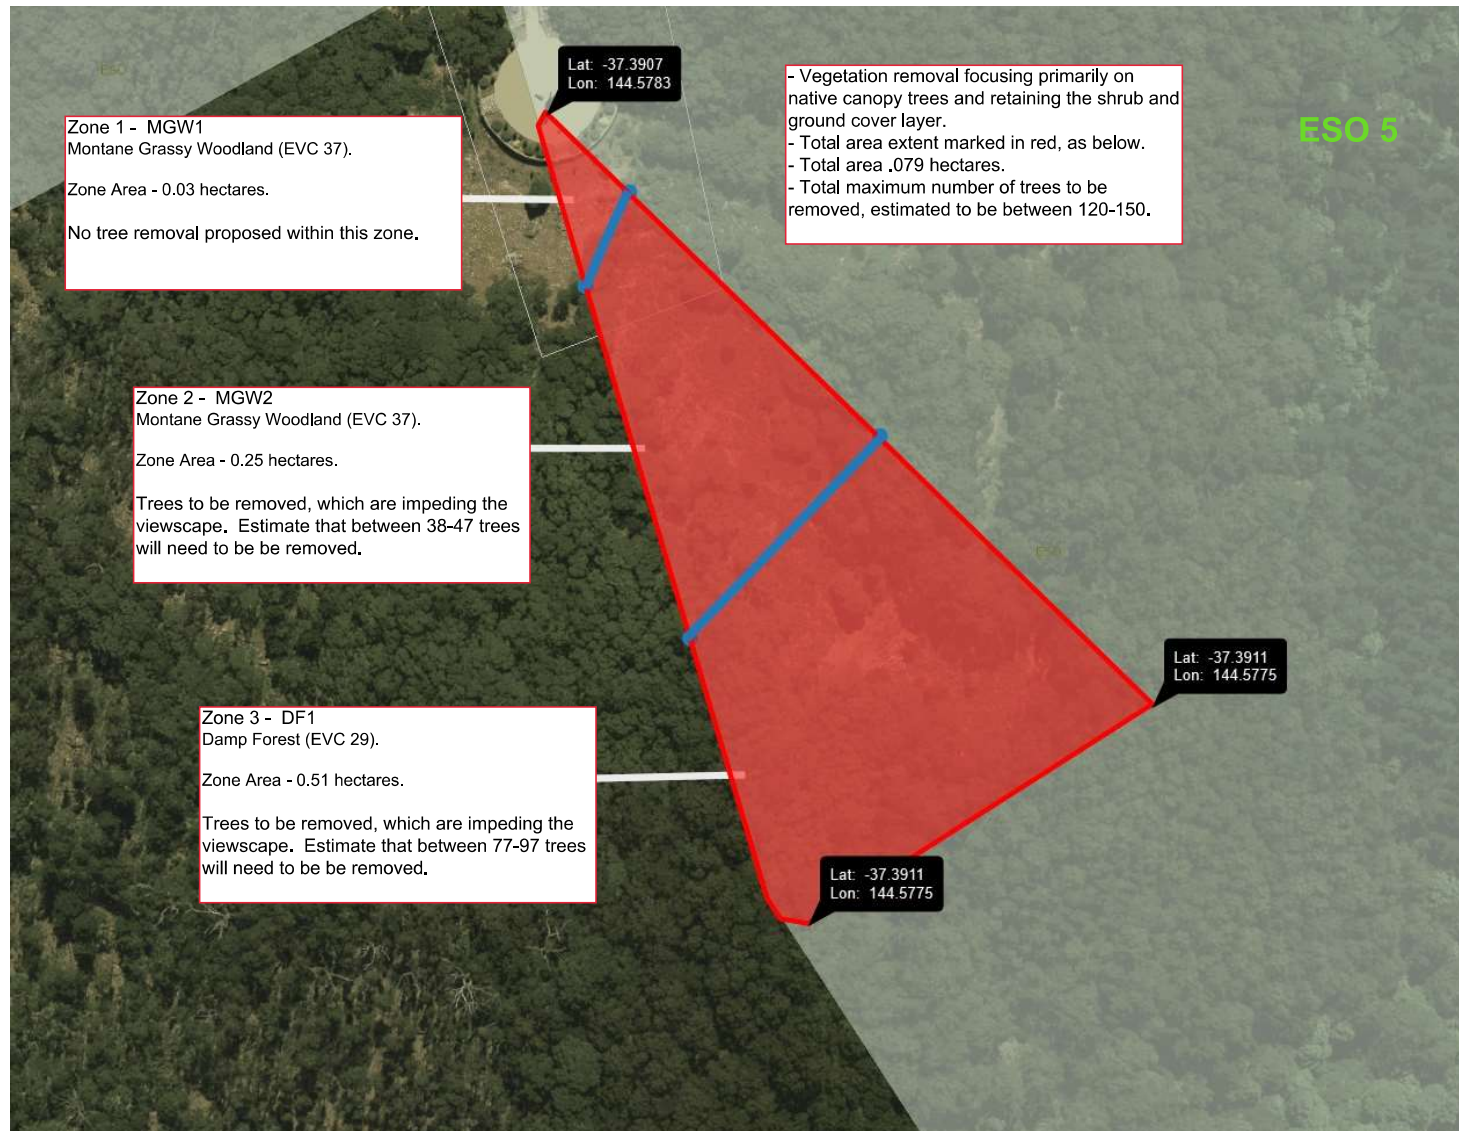 Lat: -37.3907
Lon: 144.5783
- Vegetation removal focusing primarily on
native canopy trees and retaining the shrub and
ground cover layer.
- Total area extent marked in red, as below.
- Total area .079 hectares.
- Total maximum number of trees to be
removed, estimated to be between 120-150.
ESO 5
Zone 1 - MGW1
Montane Grassy Woodland (EVC 37).
Zone Area - 0.03 hectares.
No tree removal proposed within this zone.
Zone 2 - MGW2
Montane Grassy Woodland (EVC 37).
Zone Area - 0.25 hectares.
Trees to be removed, which are impeding the
viewscape. Estimate that between 38-47 trees
will need to be be removed.
Lat: -37.3911
Lon: 144.5775
Zone 3 - DF1
Damp Forest (EVC 29).
Zone Area - 0.51 hectares.
Trees to be removed, which are impeding the
viewscape. Estimate that between 77-97 trees
will need to be be removed.
Lat: -37.3911
Lon: 144.5775